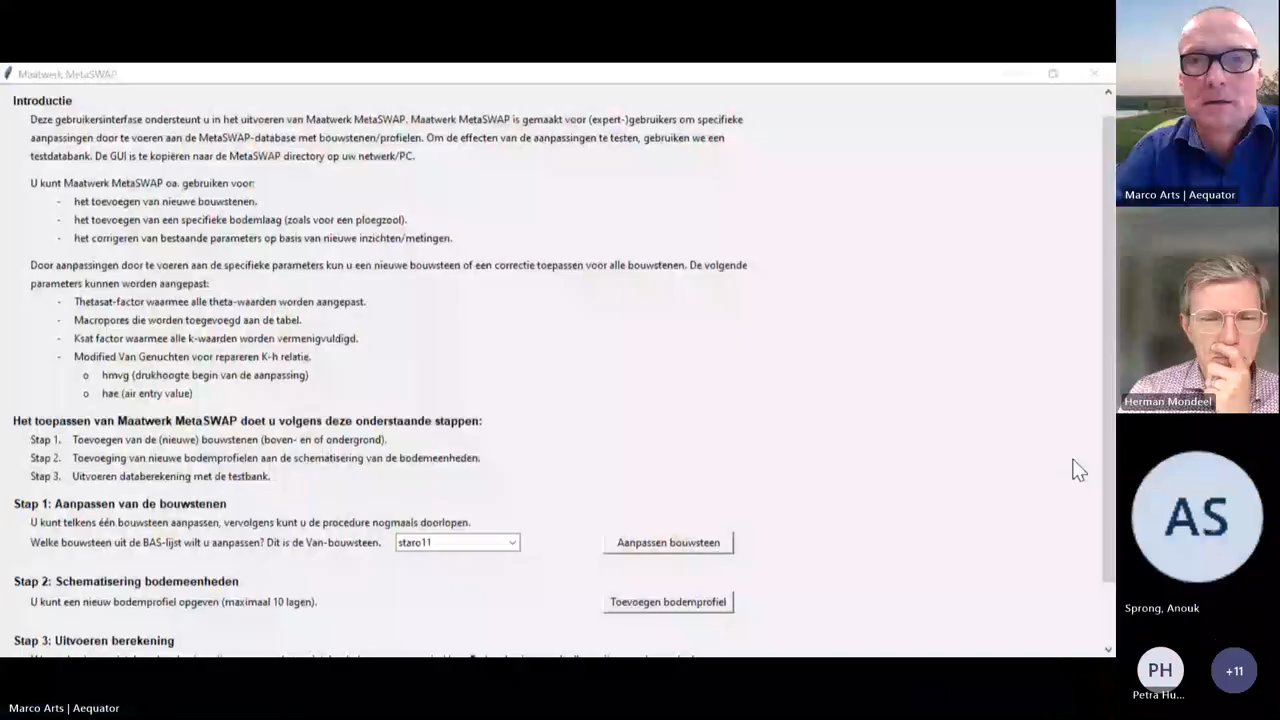 Maatwerk MetaSWAP
Introductie
Deze gebruikersinterface ondersteunt u in het uitvoeren van Maatwerk MetaSWAP. Maatwerk MetaSWAP is gemaakt voor (expert-)gebruikers om specifieke
aanpassingen door te voeren aan de MetaSWAP-database met bouwstenen/profielen. Om de effecten van de aanpassingen te testen, gebruiken we een
testdatabank. De GUI is te kopiëren naar de MetaSWAP directory op uw netwerk/PC.
U kunt Maatwerk MetaSWAP oa. gebruiken voor:
- het toevoegen van nieuwe bouwstenen.
- het toevoegen van een specifieke bodemlaag (zoals voor een ploegzool).
- het corrigeren van bestaande parameters op basis van nieuwe inzichten/metingen.
Door aanpassingen door te voeren aan de specifieke parameters kun u een nieuwe bouwsteen of een correctie toepassen voor alle bouwstenen. De volgende
parameters kunnen worden aangepast:
- Thetasat-factor waarmee alle theta-waarden worden aangepast.
- Macropores die worden toegevoegd aan de tabel.
- Ksat factor waarmee alle k-waarden worden vermenigvuldigd.
- Modified Van Genuchten voor repareren K-h relatie.
o hmvg (drukhoogte begin van de aanpassing)
o hae (air entry value)
Het toepassen van Maatwerk MetaSWAP doet u volgens deze onderstaande stappen:
Stap 1. Toevoegen van de (nieuwe) bouwstenen (boven- en of ondergrond).
Stap 2. Toevoeging van nieuwe bodemprofielen aan de schematisering van de bodemeenheden.
Stap 3. Uitvoeren databerekening met de testbank.
Stap 1: Aanpassen van de bouwstenen
U kunt telkens één bouwsteen aanpassen, vervolgens kunt u de procedure nogmaals doorlopen.
Welke bouwsteen uit de BAS-lijst wilt u aanpassen? Dit is de Van-bouwsteen. staro11 Aanpassen bouwsteen
Stap 2: Schematisering bodemeenheden
U kunt een nieuw bodemprofiel opgeven (maximaal 10 lagen). Toevoegen bodemprofiel
Stap 3: Uitvoeren berekening
Marco Arts | Aequator
Herman Mondeel
AS
Sprong, Anouk
PH
+11
Petra Hu...
Marco Arts | Aequator